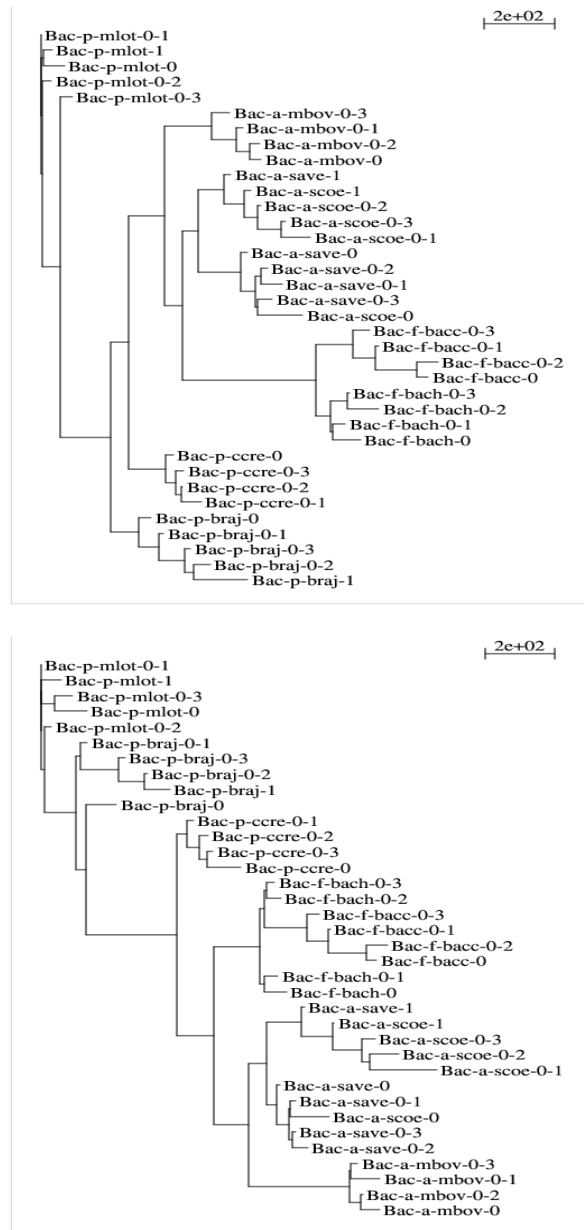 2e+02
Bac-p-mlot-0-1
Bac-p-mlot-1
Bac-p-mlot-0
Bac-p-mlot-0-2
Bac-p-mlot-0-3
Bac-a-mbov-0-3
Bac-a-mbov-0-1
Bac-a-mbov-0-2
Bac-a-mbov-0
Bac-a-save-1
Bac-a-scoe-1
Bac-a-scoe-0-2
Bac-a-scoe-0-3
Bac-a-scoe-0-1
Bac-a-save-0
Bac-a-save-0-2
Bac-a-save-0-1
Bac-a-save-0-3
Bac-a-scoe-0
Bac-f-bacc-0-3
Bac-f-bacc-0-1
Bac-f-bacc-0-2
Bac-f-bacc-0
Bac-f-bach-0-3
Bac-f-bach-0-2
Bac-f-bach-0-1
Bac-f-bach-0
Bac-p-ccre-0
Bac-p-ccre-0-3
Bac-p-ccre-0-2
Bac-p-ccre-0-1
Bac-p-braj-0
Bac-p-braj-0-1
Bac-p-braj-0-3
Bac-p-braj-0-2
Bac-p-braj-1
2e+02
Bac-p-mlot-0-1
Bac-p-mlot-1
Bac-p-mlot-0-3
Bac-p-mlot-0
Bac-p-mlot-0-2
Bac-p-braj-0-1
Bac-p-braj-0-3
Bac-p-braj-0-2
Bac-p-braj-1
Bac-p-braj-0
Bac-p-ccre-0-1
Bac-p-ccre-0-2
Bac-p-ccre-0-3
Bac-p-ccre-0
Bac-f-bach-0-3
Bac-f-bach-0-2
Bac-f-bacc-0-3
Bac-f-bacc-0-1
Bac-f-bacc-0-2
Bac-f-bacc-0
Bac-f-bach-0-1
Bac-f-bach-0
Bac-a-save-1
Bac-a-scoe-1
Bac-a-scoe-0-3
Bac-a-scoe-0-2
Bac-a-scoe-0-1
Bac-a-save-0
Bac-a-save-0-1
Bac-a-scoe-0
Bac-a-save-0-3
Bac-a-save-0-2
Bac-a-mbov-0-3
Bac-a-mbov-0-1
Bac-a-mbov-0-2
Bac-a-mbov-0